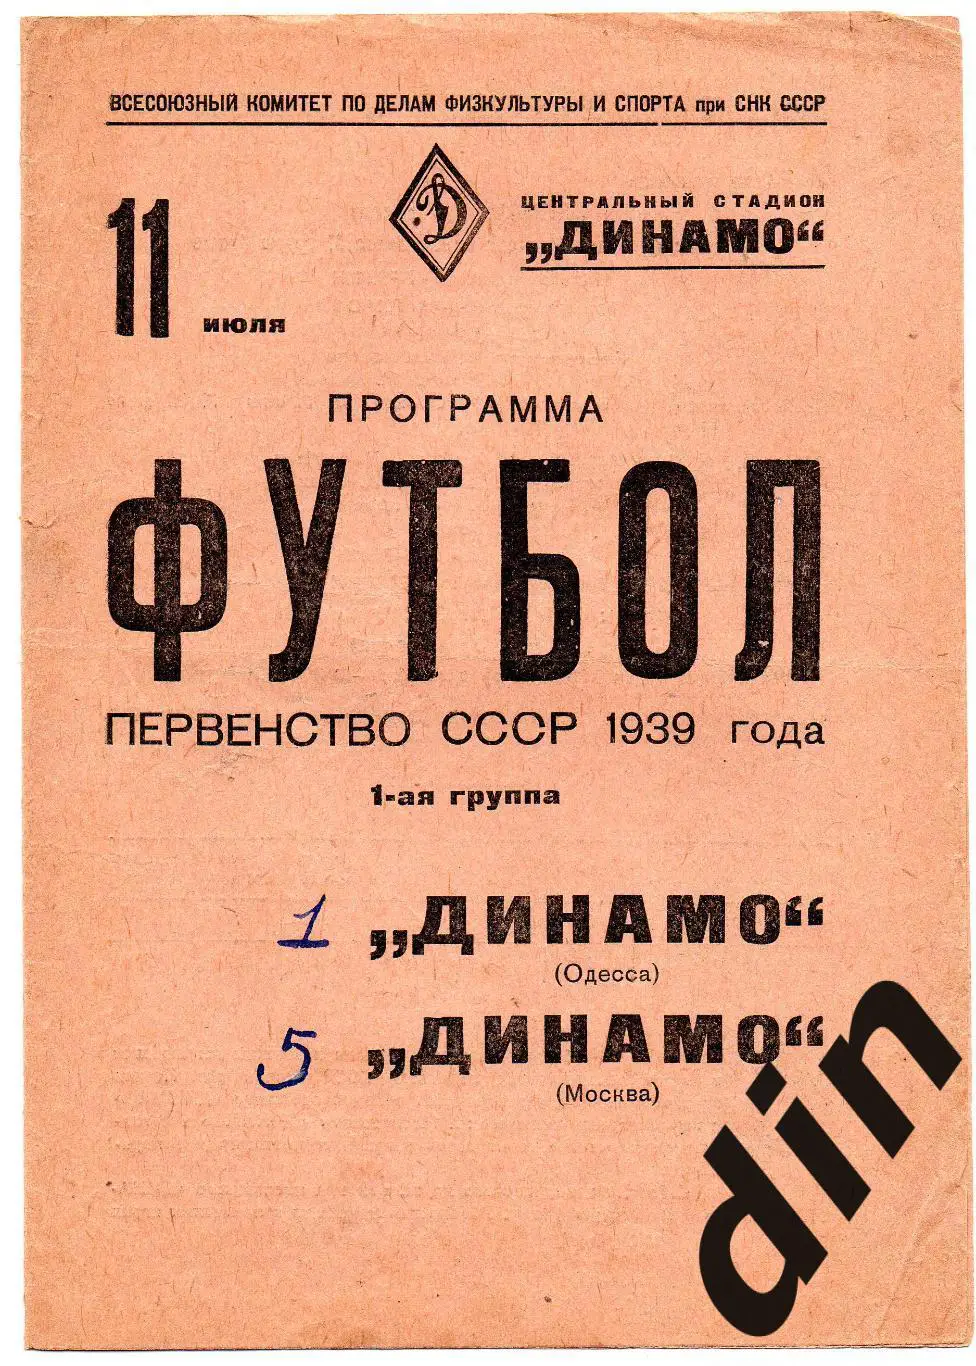 ВСЕСОЮЗНЫЙ КОМИТЕТ ПО ДЕЛАМ ФИЗКУЛЬТУРЫ И СПОРТА при СНК СССР
Д
ЦЕНТРАЛЬНЫЙ СТАДИОН
„ДИНАМО“
11 июля
ПРОГРАММА
ФУТБОЛ
ПЕРВЕНСТВО СССР 1939 года
1-ая группа
1 „ДИНАМО“
(Одесса)
5 „ДИНАМО“
(Москва)
din